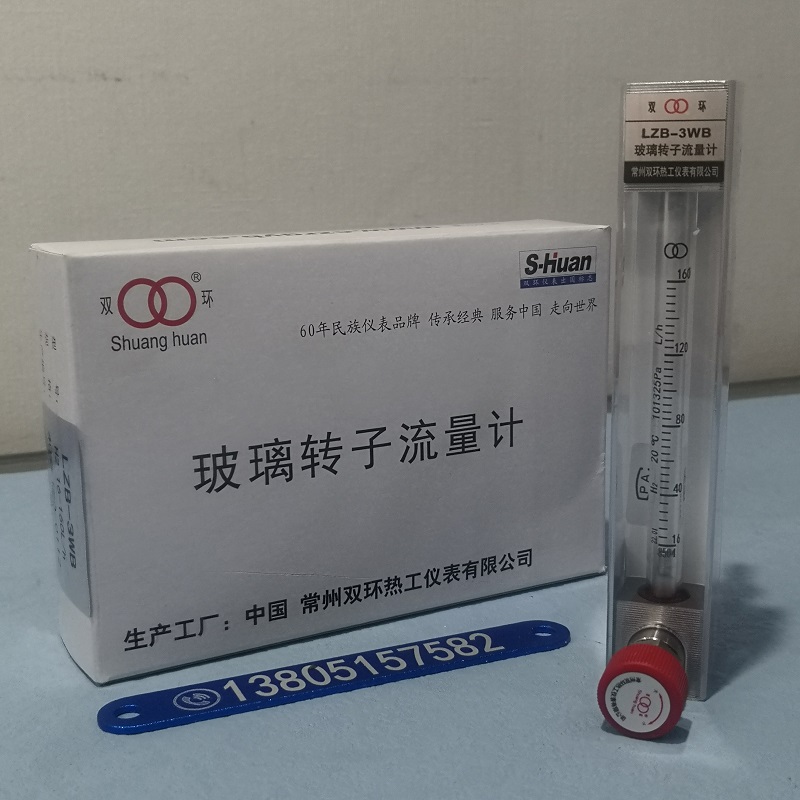 双 环
®
Shuang huan
S-Huan
60年民族仪表品牌 传承经典 服务中国 走向世界
玻璃转子流量计
生产工厂：中国 常州双环热工仪表有限公司
LZB-3WB
13805157582
双 环
LZB-3WB
玻璃转子流量计
常州双环热工仪表有限公司
160
L/h
120
101325Pa
80
20 ℃
PA:
40
16